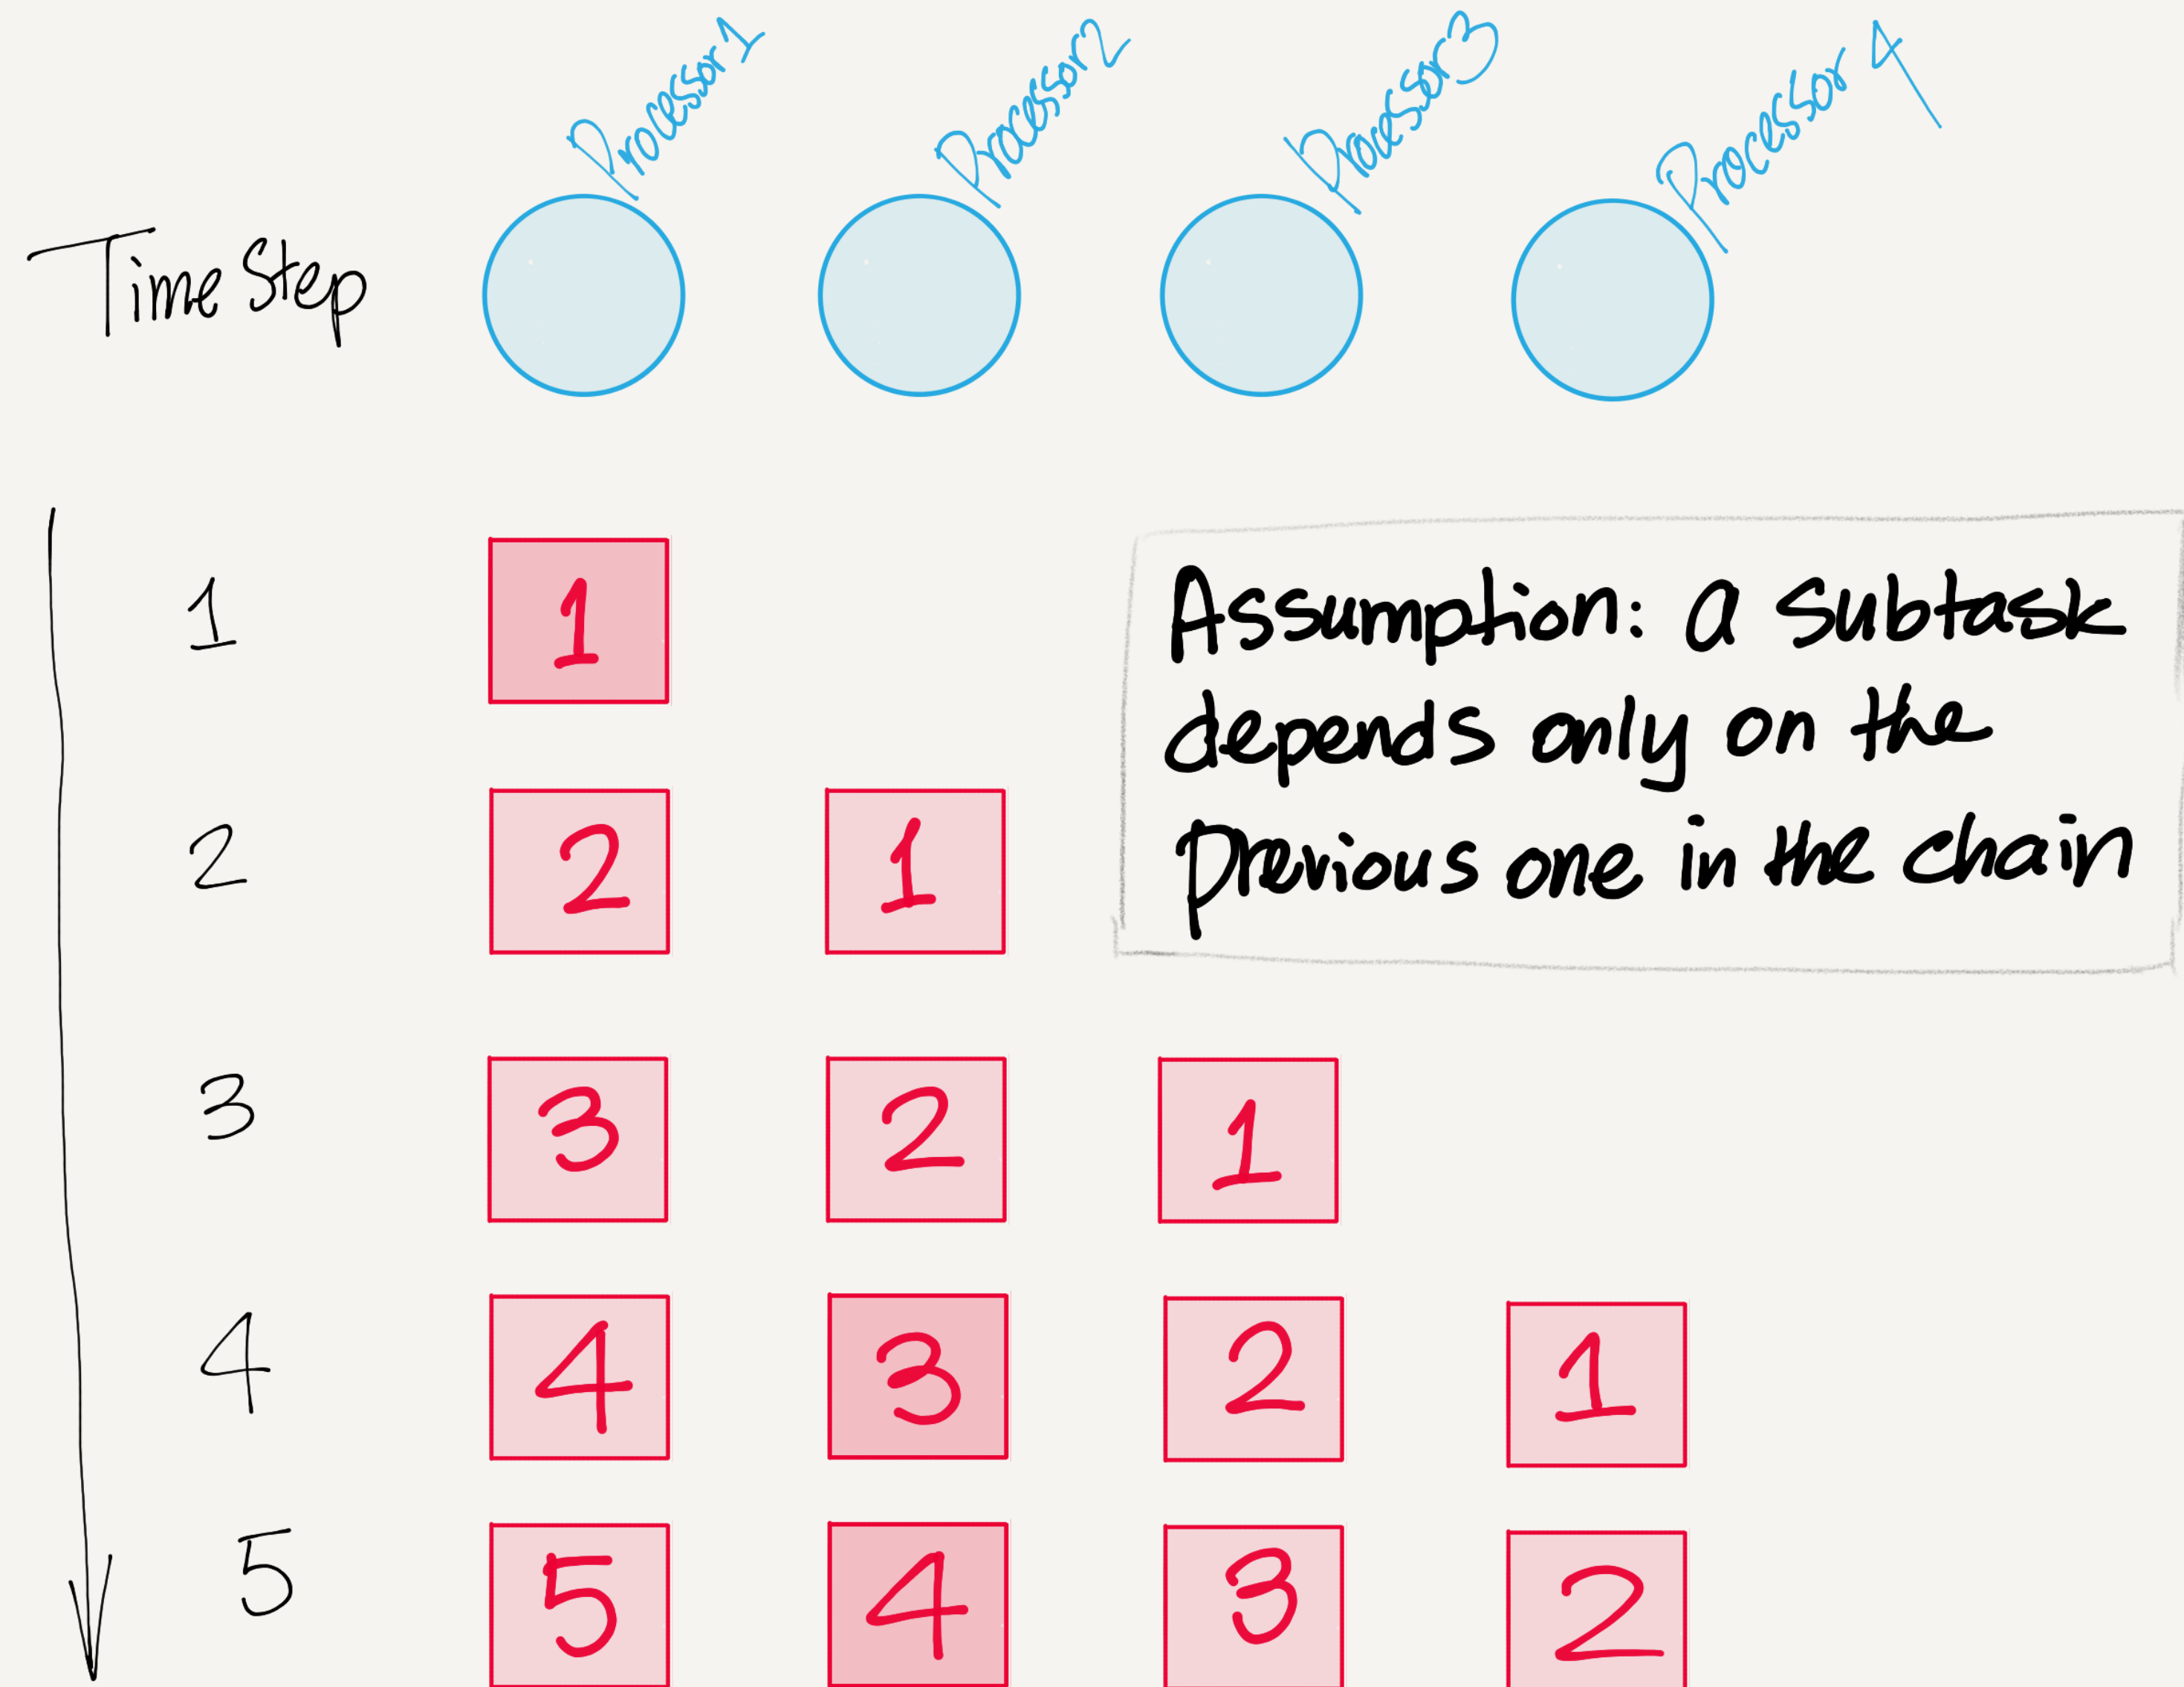 Processor 1
Processor 2
Processor 3
Processor 4
Time Step
1
1
Assumption: a subtask
depends only on the
previous one in the chain
2
2 1
3
3 2 1
4
4 3 2 1
5
5 4 3 2